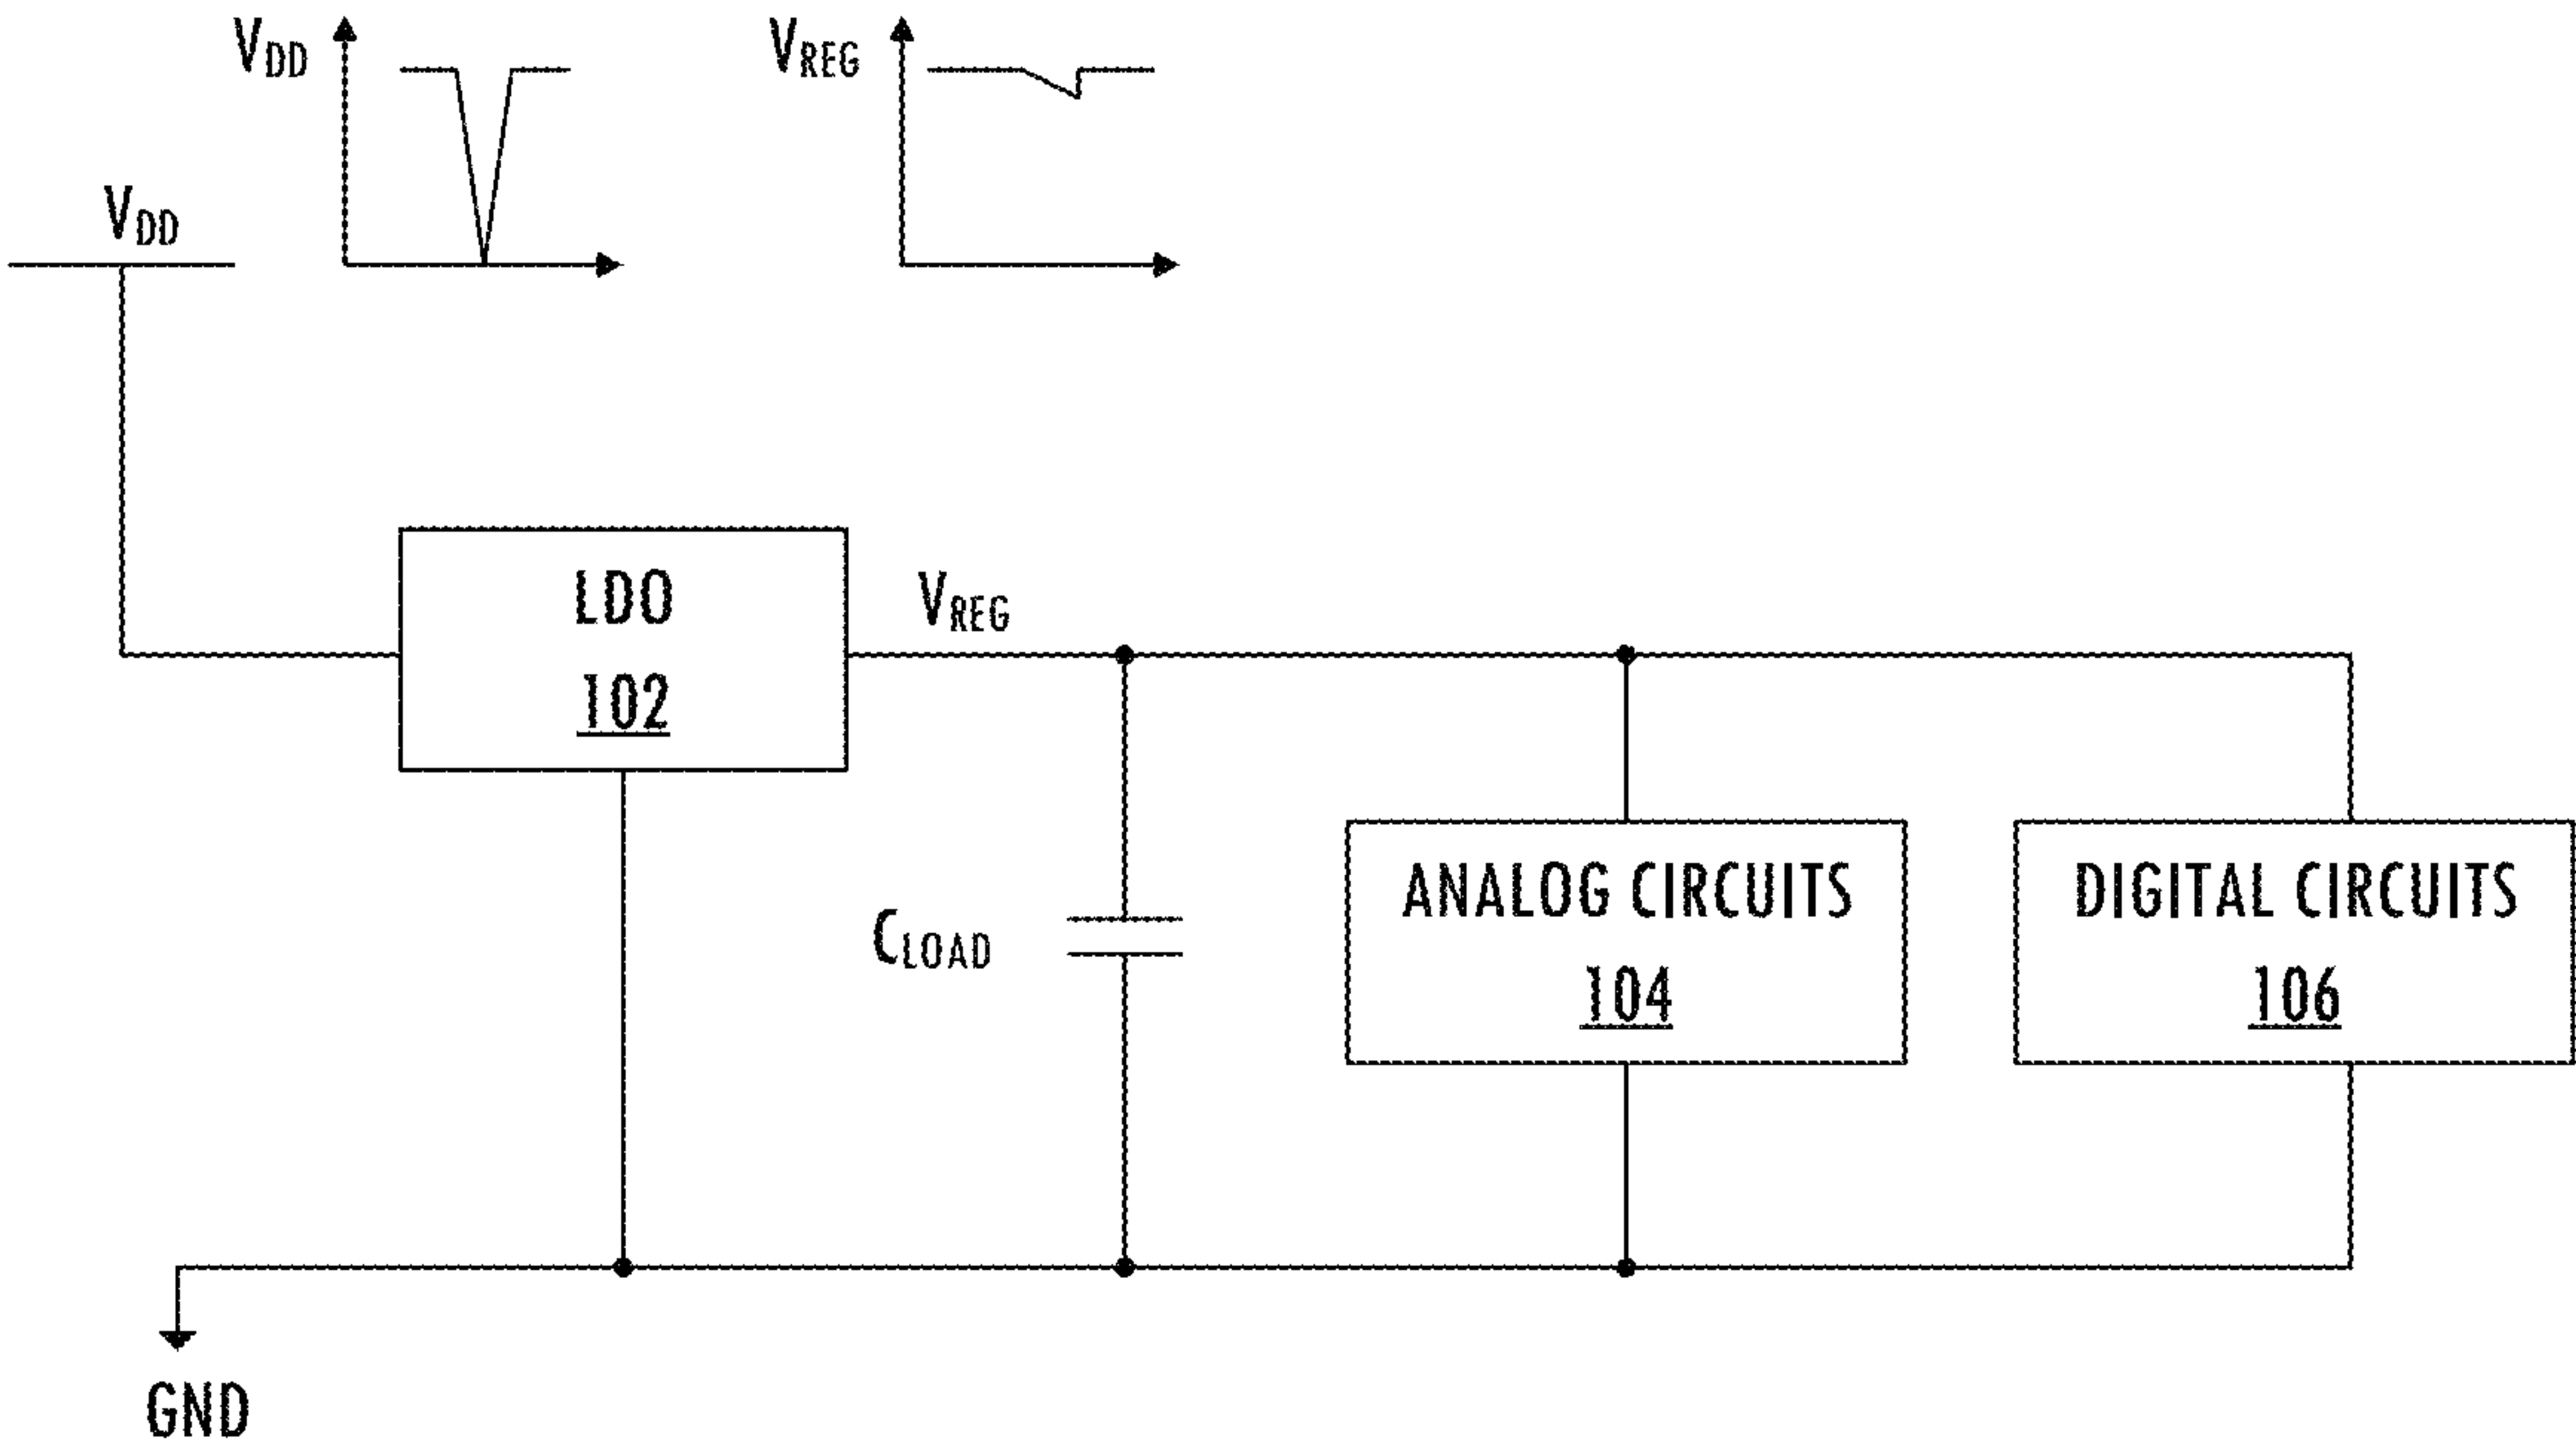 VDD
VREG
VDD
LDO
102
VREG
CLOAD
ANALOG CIRCUITS
104
DIGITAL CIRCUITS
106
GND